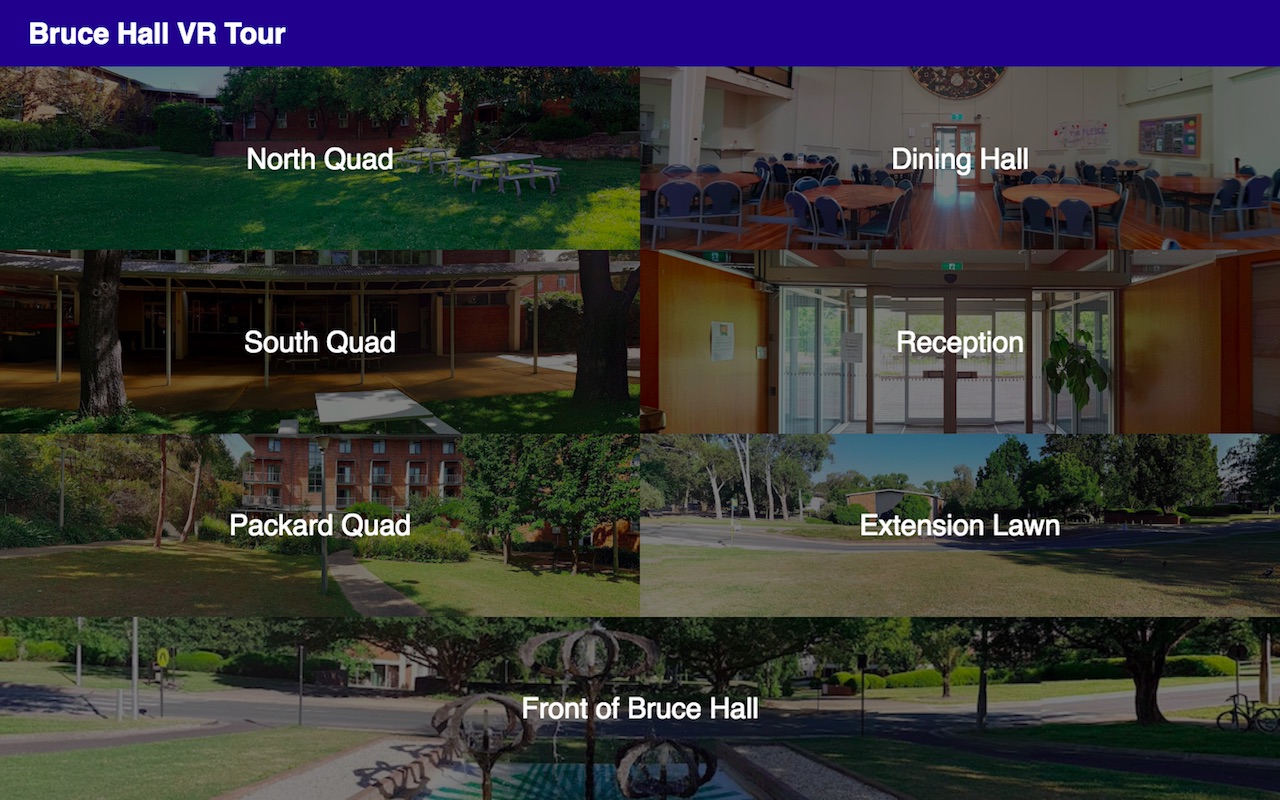 Bruce Hall VR Tour
North Quad
Dining Hall
South Quad
Reception
Packard Quad
Extension Lawn
Front of Bruce Hall